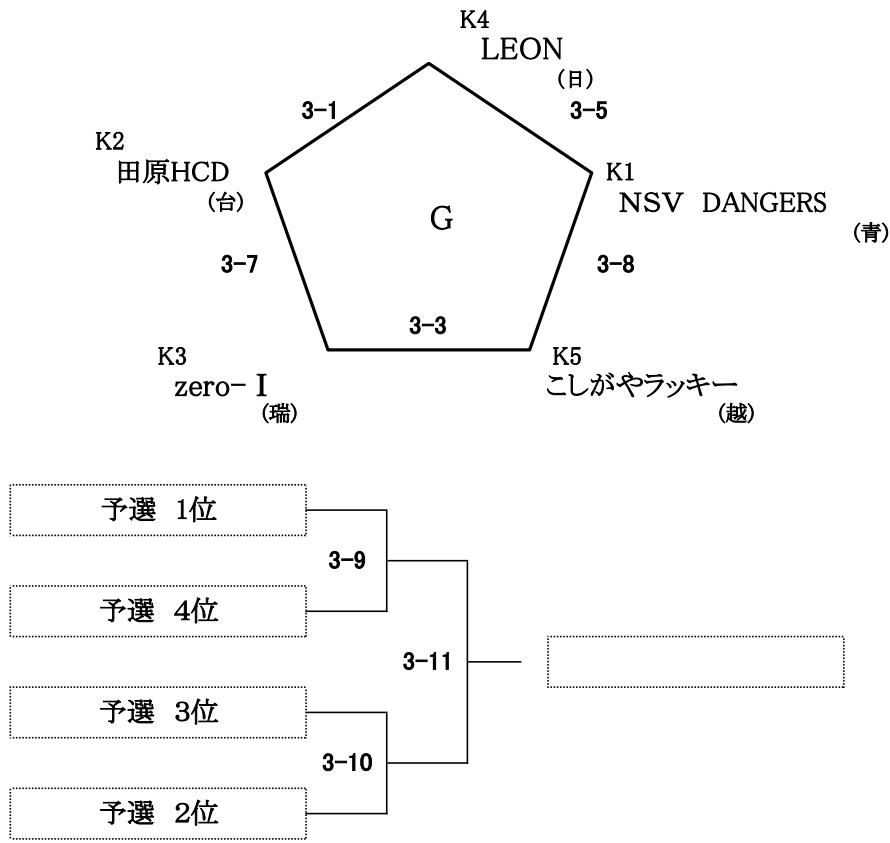 K4
LEON
(日)
3-1
3-5
K2
田原HCD
(台)
K1
NSV　DANGERS
(青)
G
3-7
3-8
3-3
K3
zero-Ⅰ
(瑞)
K5
こしがやラッキー
(越)
予選　1位
3-9
予選　4位
3-11
予選　3位
3-10
予選　2位